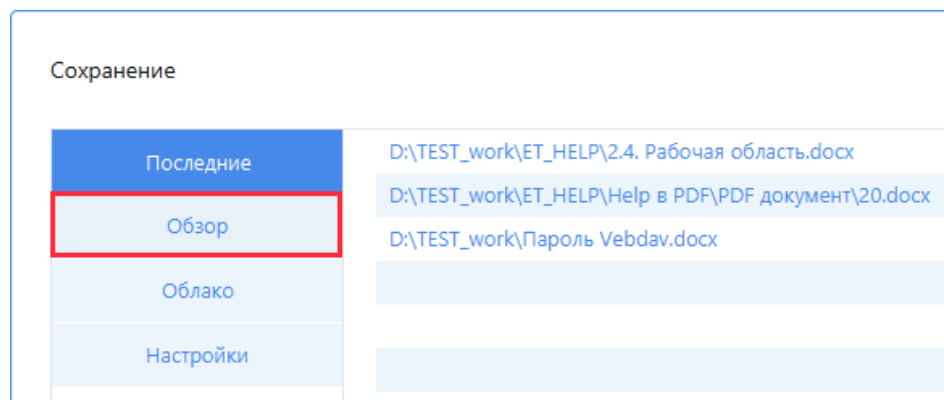 Сохранение
Последние
Обзор
Облако
Настройки
D:\TEST_work\ET_HELP\2.4. Рабочая область.docx
D:\TEST_work\ET_HELP\Help в PDF\PDF документ\20.docx
D:\TEST_work\Пароль Vebdav.docx